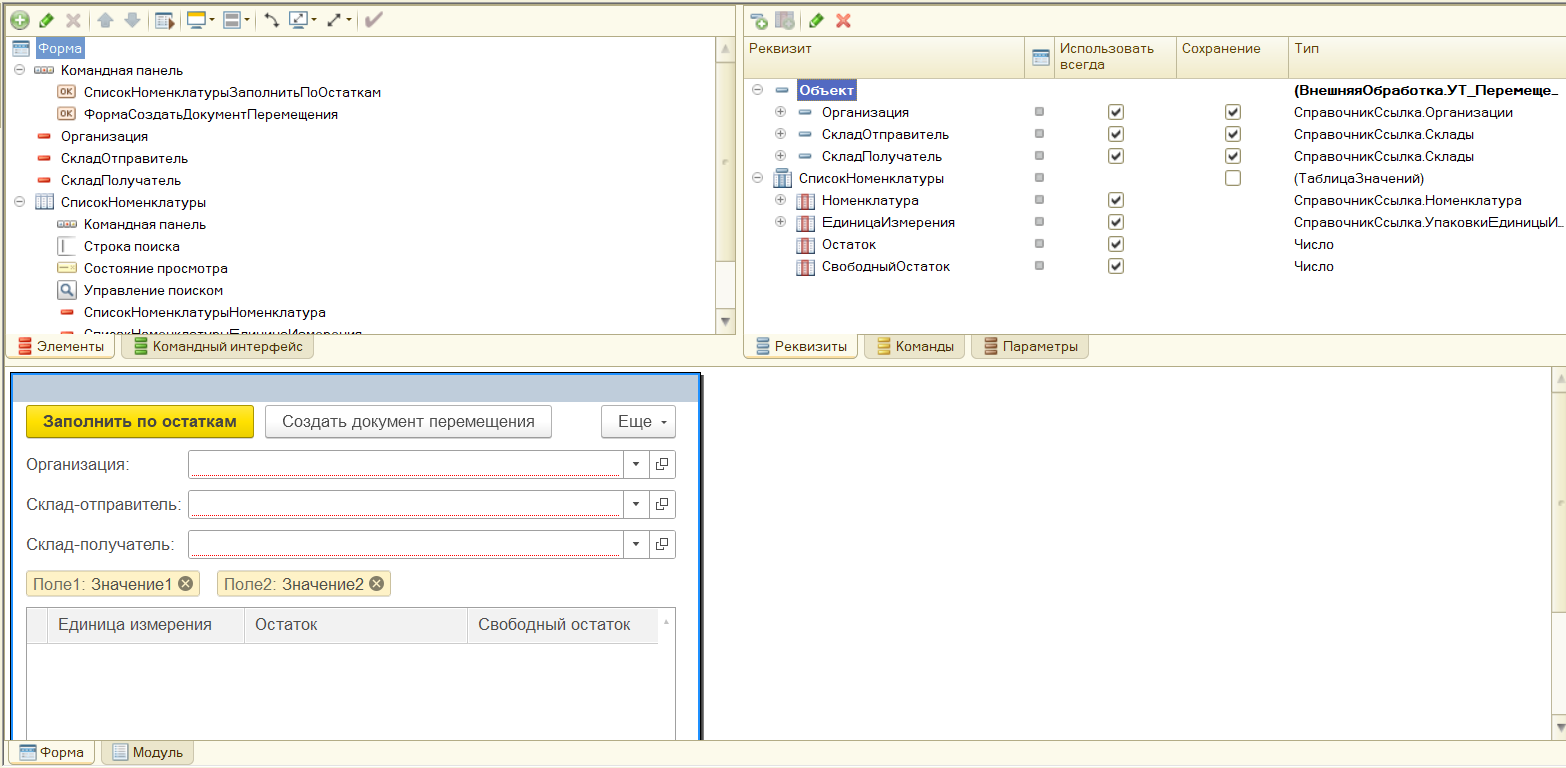 Форма
Командная панель
СписокНоменклатурыЗаполнитьПоОстаткам
ФормаСоздатьДокументПеремещения
Организация
СкладОтправитель
СкладПолучатель
СписокНоменклатуры
Командная панель
Строка поиска
Состояние просмотра
Управление поиском
СписокНоменклатурыНоменклатура
СписокНоменклатурыЕдиницаИзмерения
Элементы Командный интерфейс
Реквизит Использовать всегда Сохранение Тип
Объект (ВнешняяОбработка.УТ_Перемеще...
Организация СправочникСсылка.Организации
СкладОтправитель СправочникСсылка.Склады
СкладПолучатель СправочникСсылка.Склады
СписокНоменклатуры (ТаблицаЗначений)
Номенклатура СправочникСсылка.Номенклатура
ЕдиницаИзмерения СправочникСсылка.УпаковкиЕдиницыИ...
Остаток Число
СвободныйОстаток Число
Реквизиты Команды Параметры
Заполнить по остаткам Создать документ перемещения Еще
Организация:
Склад-отправитель:
Склад-получатель:
Поле1: Значение1 Поле2: Значение2
Единица измерения Остаток Свободный остаток
Форма Модуль